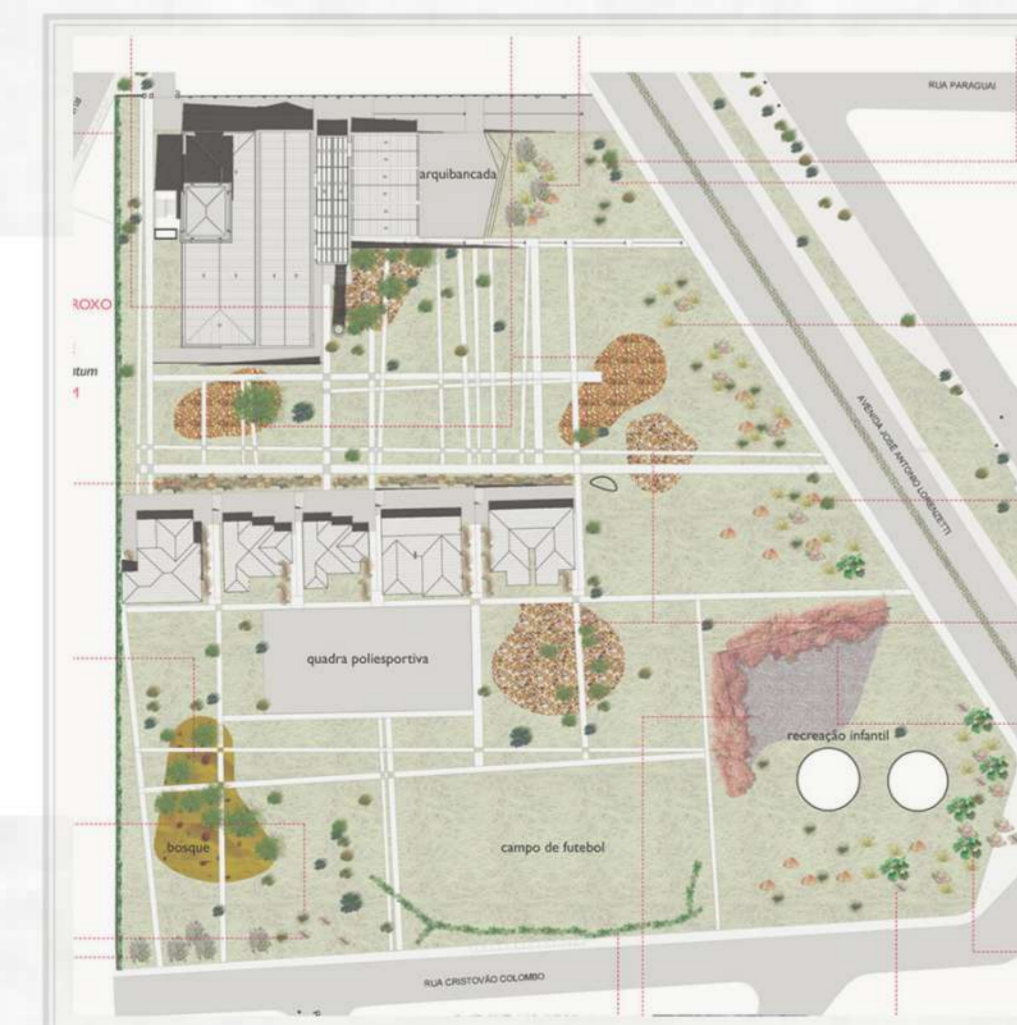 RUA PARAGUAI
arquibancada
ROXO
tum
AVENIDA JOSÉ ANTONIO LORENZETTI
quadra poliesportiva
recreação infantil
bosque
campo de futebol
RUA CRISTOVÃO COLOMBO